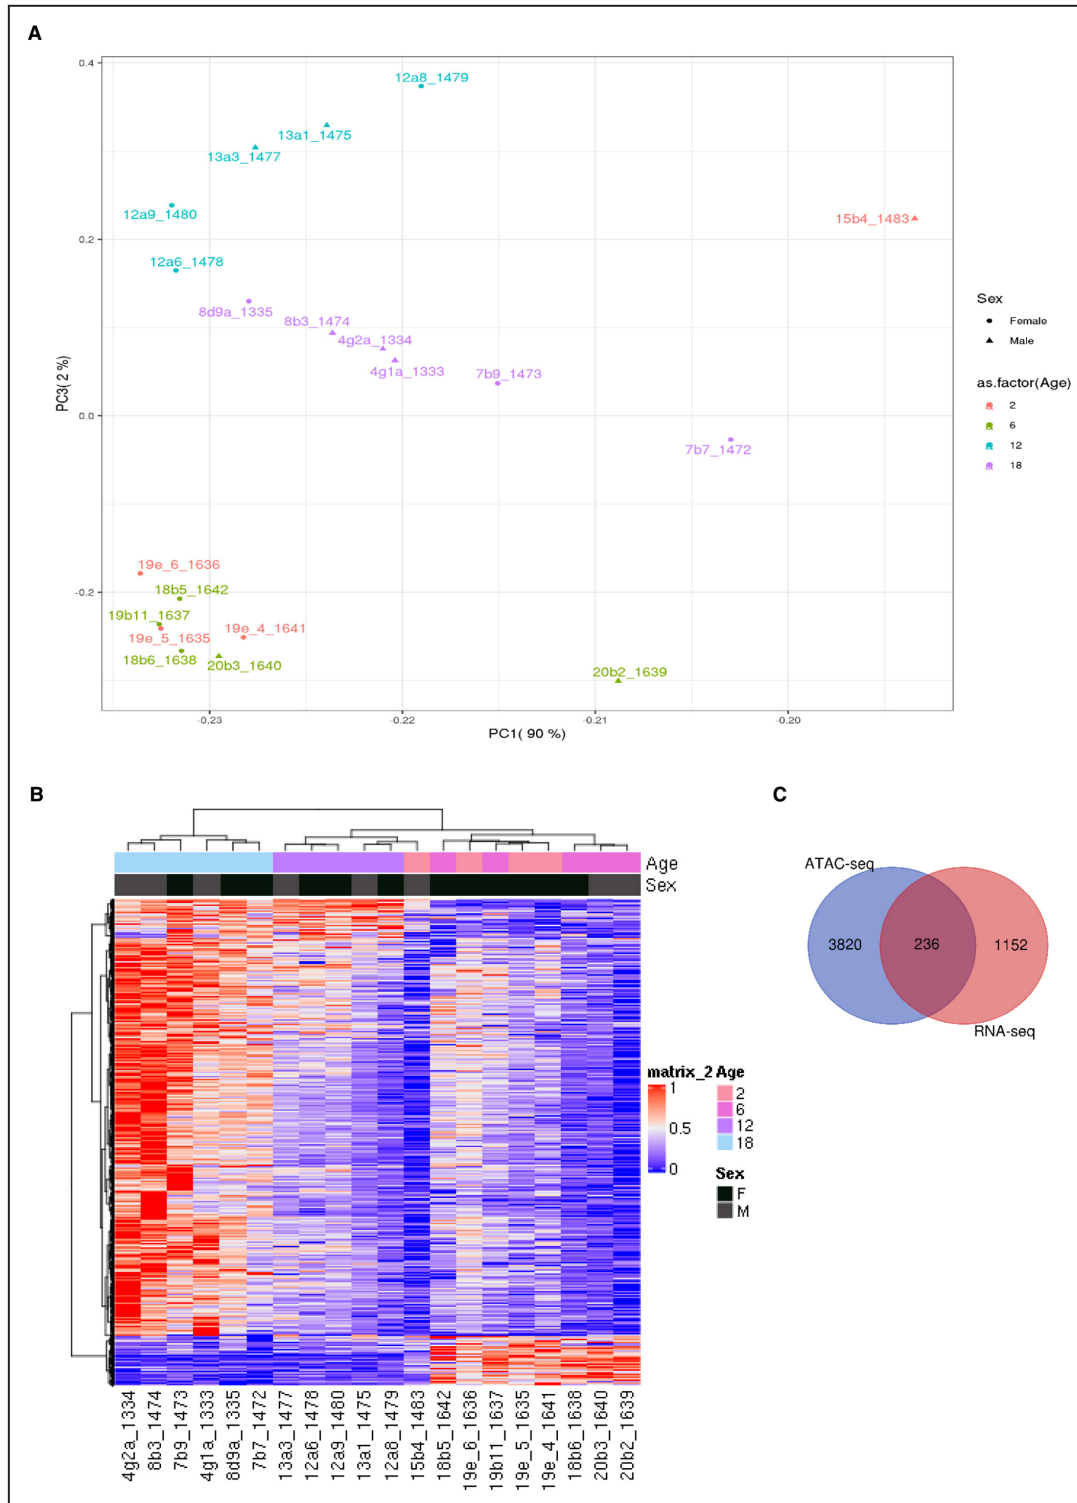 A
0.4
0.2
0.0
-0.2
PC3( 2 %)
12a8_1479
13a1_1475
13a3_1477
12a9_1480
15b4_1483
12a6_1478
8d9a_1335
8b3_1474
4g2a_1334
4g1a_1333
7b9_1473
7b7_1472
19e_6_1636
18b5_1642
19b11_1637
19e_5_1635
19e_4_1641
18b6_1638
20b3_1640
20b2_1639
-0.23
-0.22
-0.21
-0.20
PC1( 90 %)
Sex
Female
Male
as.factor(Age)
2
6
12
18
B
Age
Sex
matrix_2
1
0.5
0
Age
2
6
12
18
Sex
F
M
4g2a_1334
8b3_1474
7b9_1473
4g1a_1333
8d9a_1335
7b7_1472
13a3_1477
12a6_1478
12a9_1480
13a1_1475
12a8_1479
15b4_1483
18b5_1642
19e_6_1636
19b11_1637
19e_5_1635
19e_4_1641
18b6_1638
20b3_1640
20b2_1639
C
ATAC-seq
3820
236
1152
RNA-seq